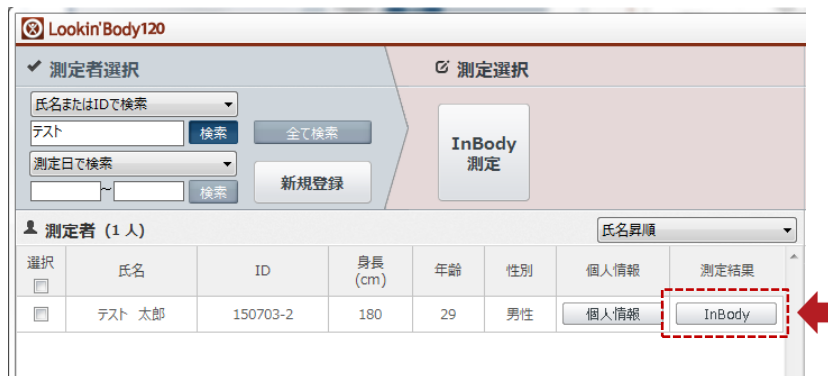 Lookin'Body120
測定者選択
測定選択
氏名またはIDで検索
テスト 検索 全て検索
測定日で検索
~ 検索
新規登録
InBody
測定
測定者 (1 人)
氏名昇順
選択 氏名 ID 身長 (cm) 年齢 性別 個人情報 測定結果
テスト 太郎 150703-2 180 29 男性 個人情報 InBody